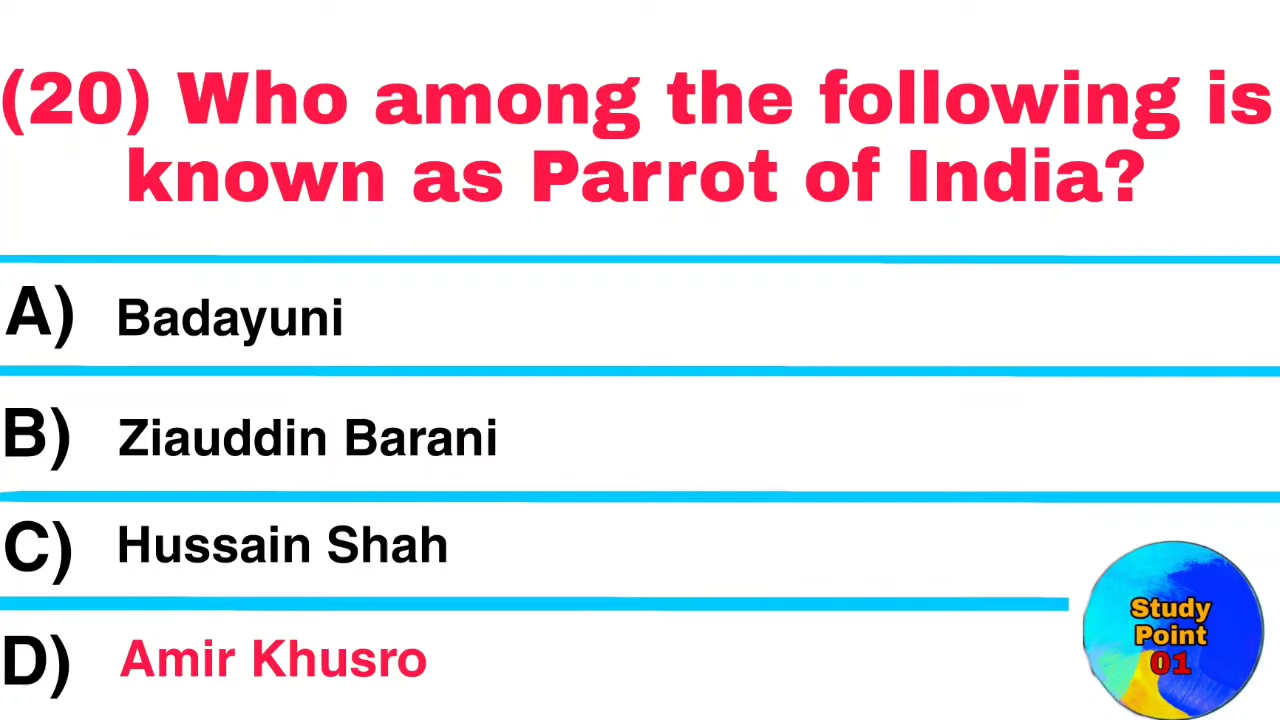 (20) Who among the following is
known as Parrot of India?
A) Badayuni
B) Ziauddin Barani
C) Hussain Shah
D) Amir Khusro
Study
Point
01